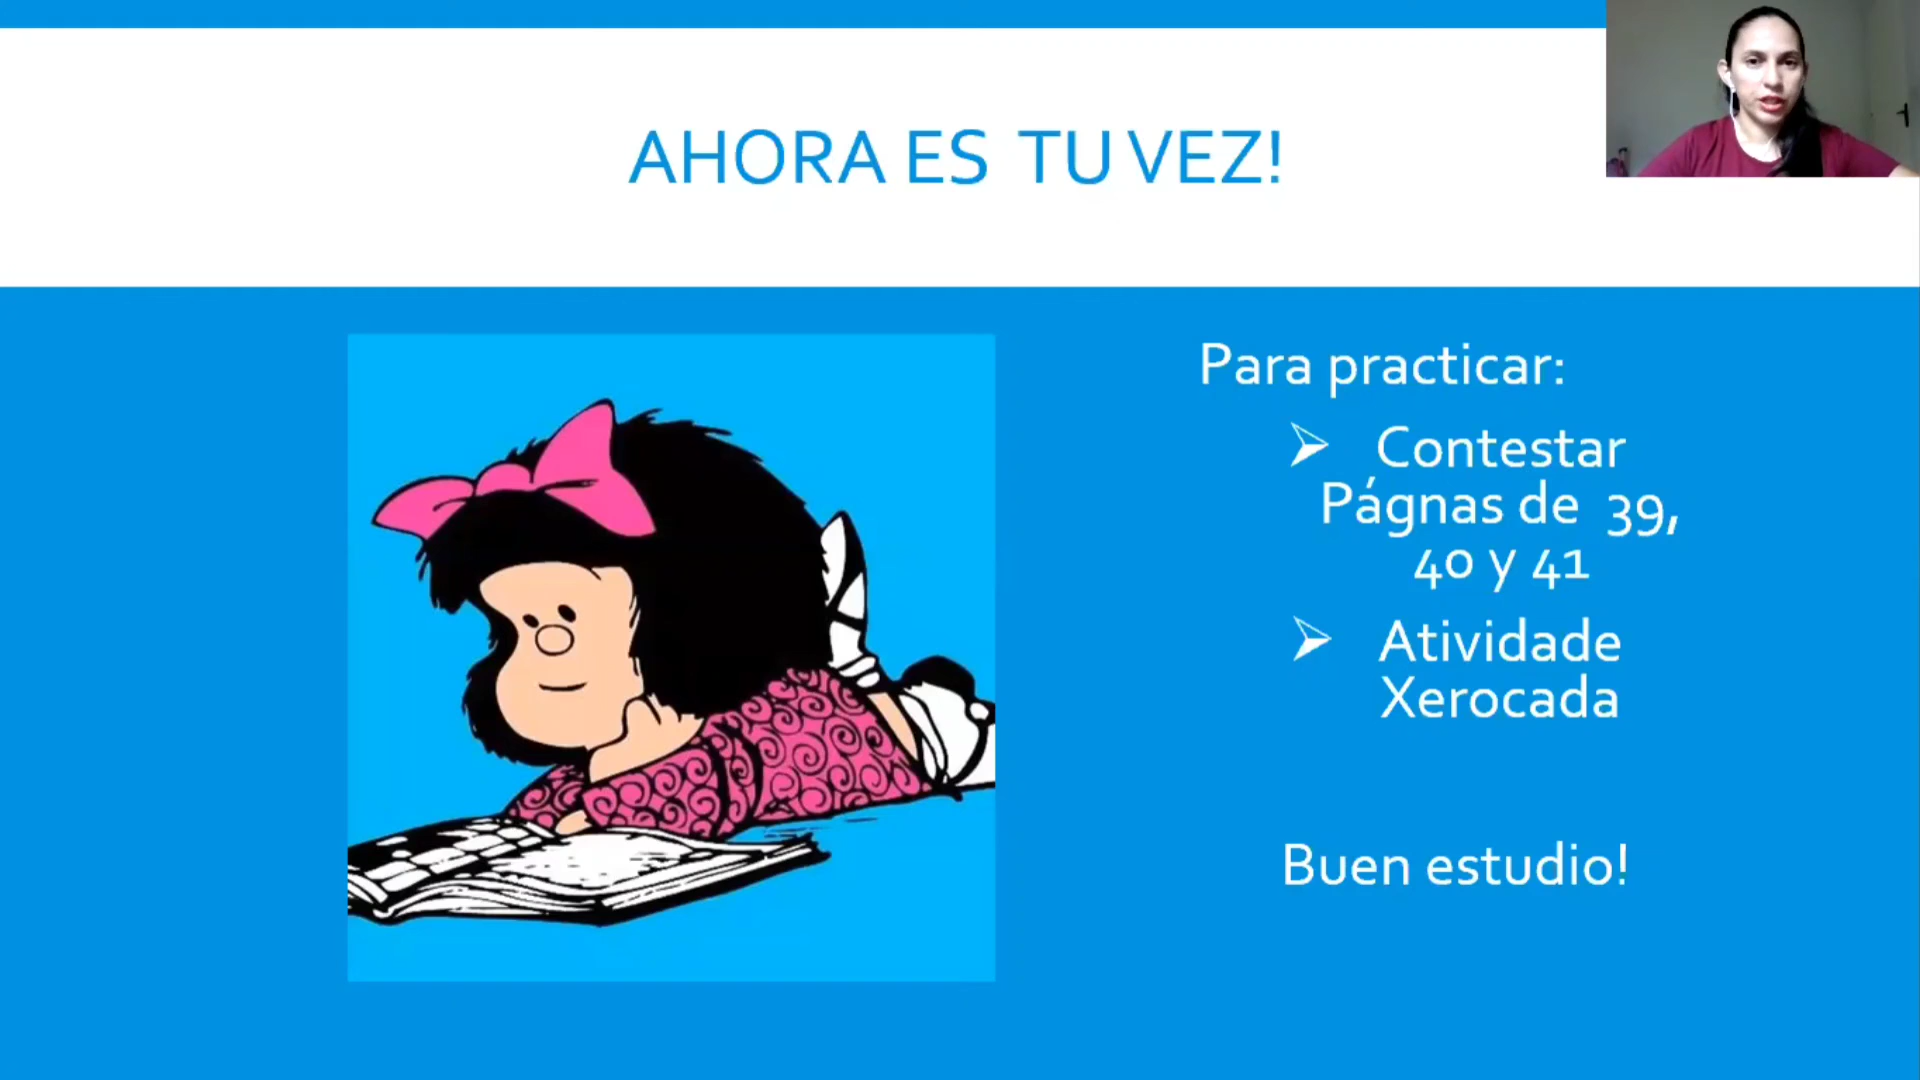 AHORA ES TU VEZ!
Para practicar:
➢ Contestar
Págnas de 39,
40 y 41
➢ Atividade
Xerocada
Buen estudio!